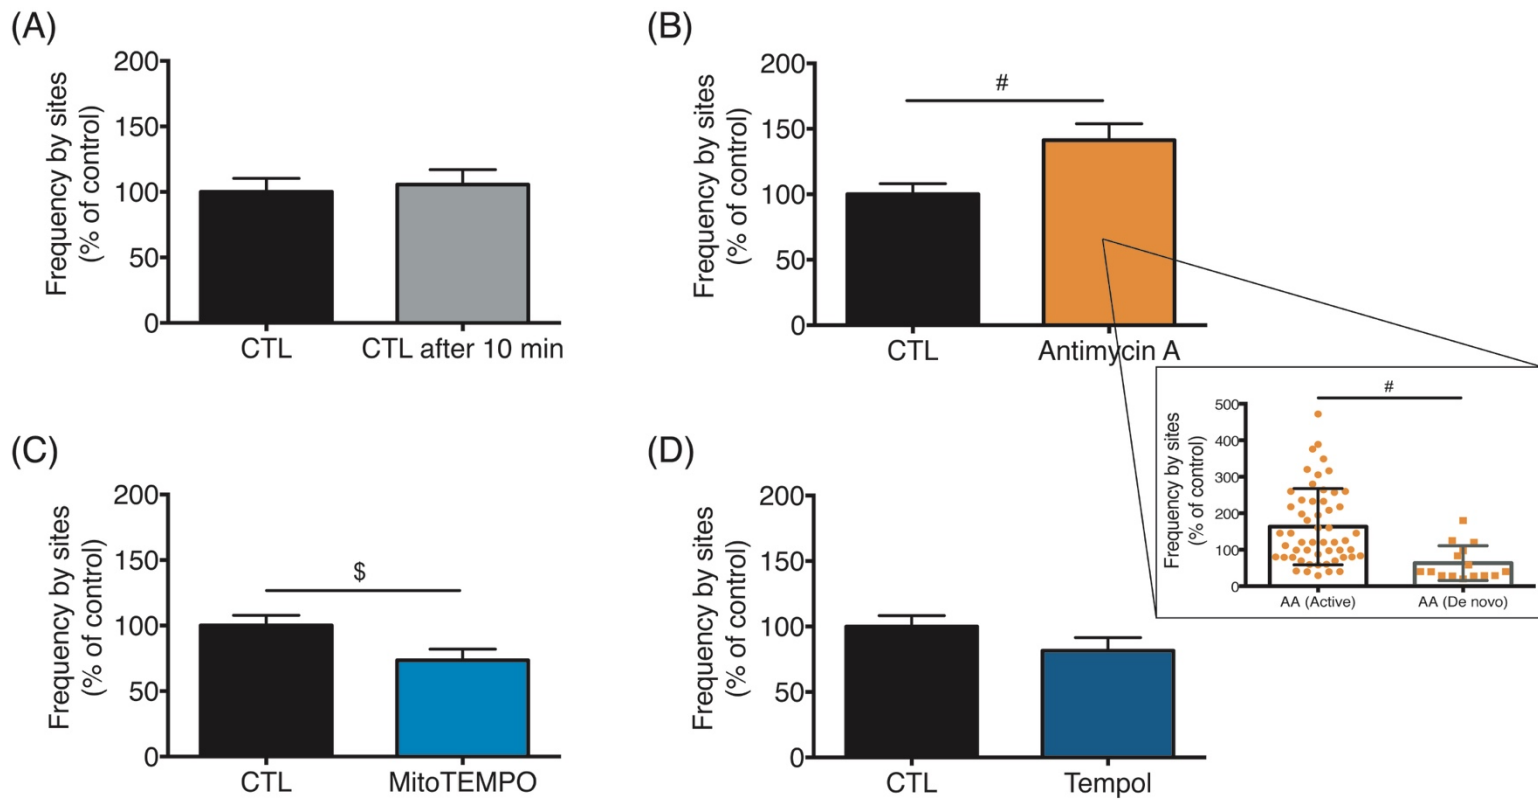 (A)
Frequency by sites
(% of control)
200
150
100
50
0
CTL
CTL after 10 min
(B)
Frequency by sites
(% of control)
200
150
100
50
0
#
CTL
Antimycin A
Frequency by sites
(% of control)
500
400
300
200
100
0
#
AA (Active)
AA (De novo)
(C)
Frequency by sites
(% of control)
200
150
100
50
0
$
CTL
MitoTEMPO
(D)
Frequency by sites
(% of control)
200
150
100
50
0
CTL
Tempol